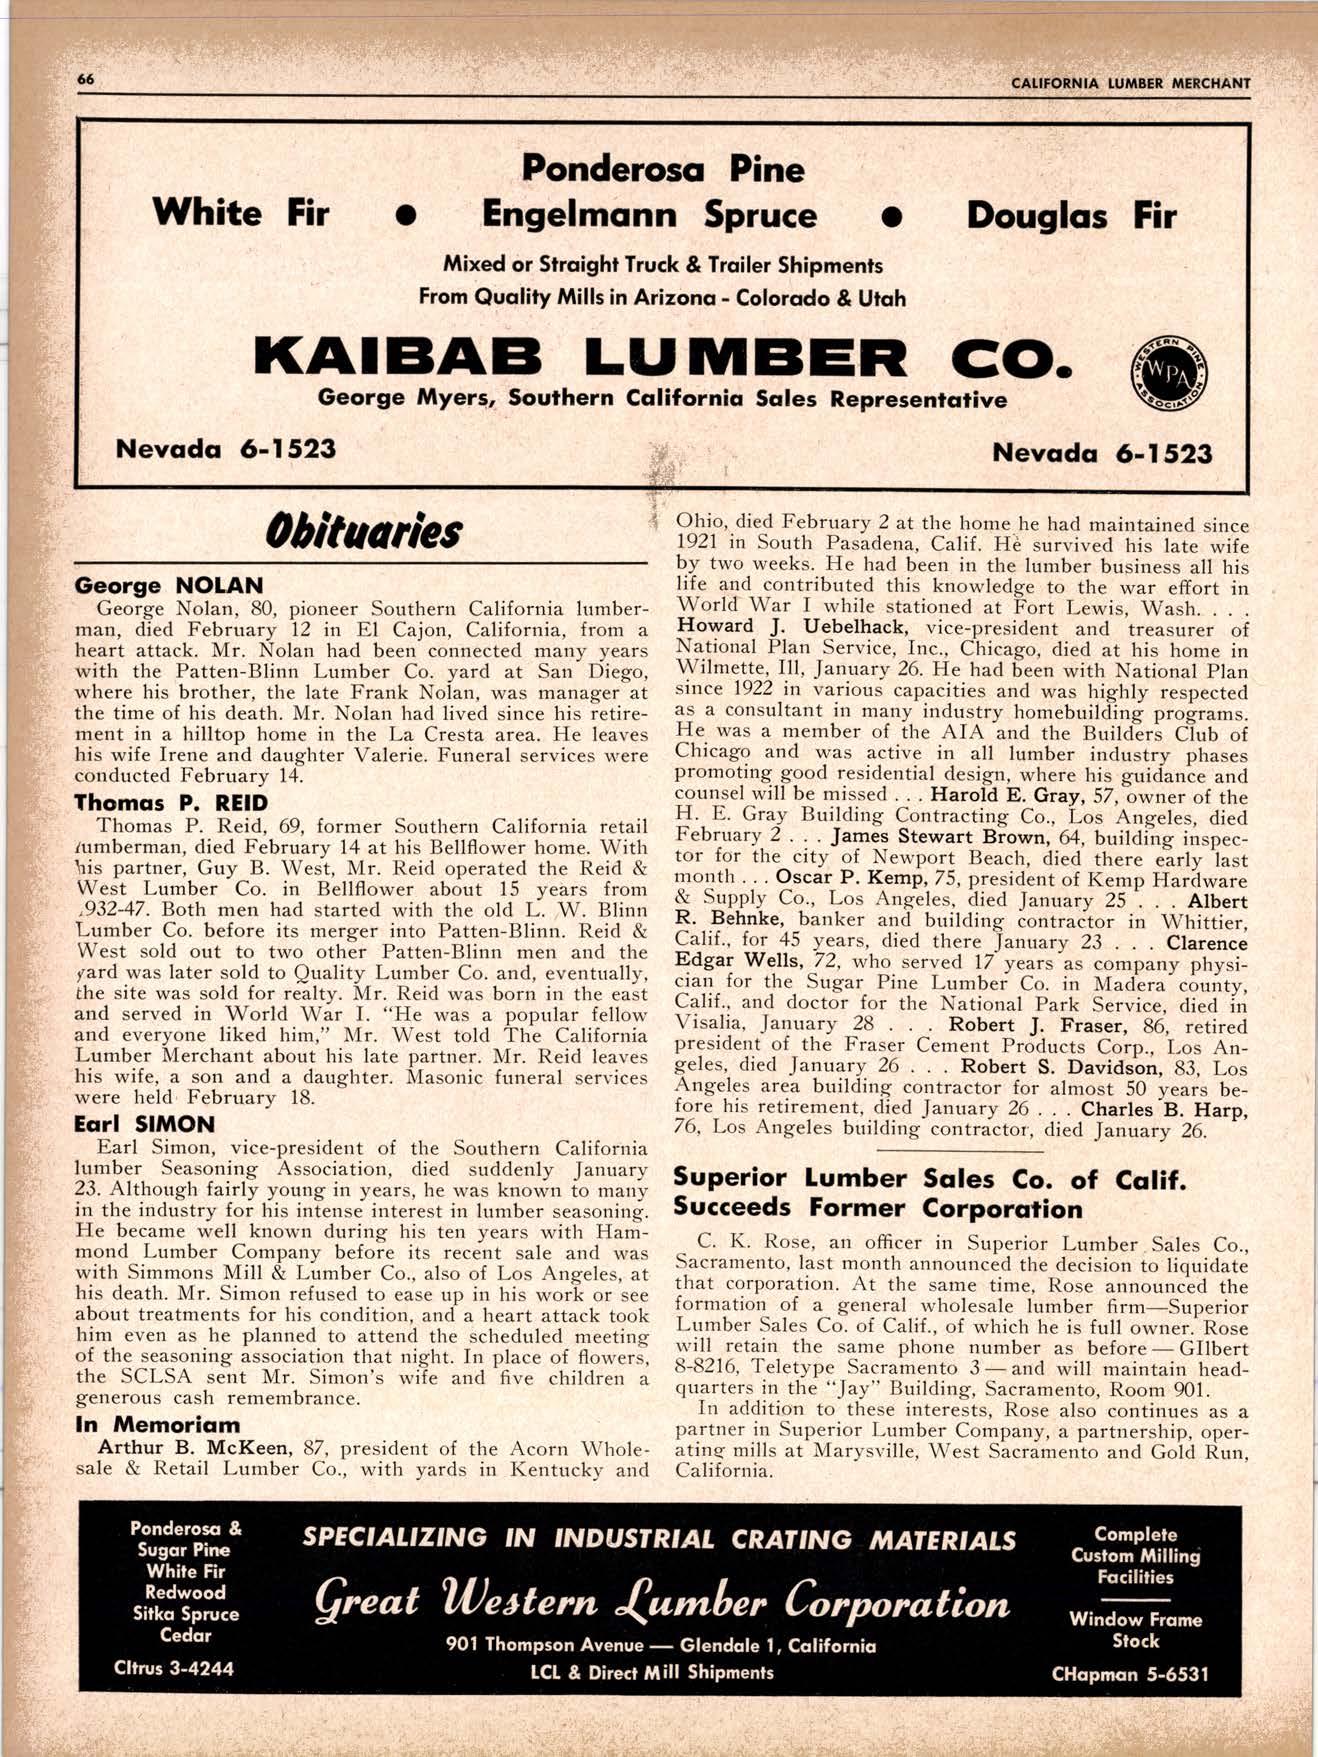 66
CALIFORNIA LUMBER MERCHANT
Ponderosa Pine
White Fir ● Engelmann Spruce ● Douglas Fir
Mixed or Straight Truck & Trailer Shipments
From Quality Mills in Arizona - Colorado & Utah
KAIBAB LUMBER CO.
WESTERN PINE ASSOCIATION
WPA
George Myers, Southern California Sales Representative
Nevada 6-1523
Nevada 6-1523
Obituaries
George NOLAN
George Nolan, 80, pioneer Southern California lumber-
man, died February 12 in El Cajon, California, from a
heart attack. Mr. Nolan had been connected many years
with the Patten-Blinn Lumber Co. yard at San Diego,
where his brother, the late Frank Nolan, was manager at
the time of his death. Mr. Nolan had lived since his retire-
ment in a hilltop home in the La Cresta area. He leaves
his wife Irene and daughter Valerie. Funeral services were
conducted February 14.
Thomas P. REID
Thomas P. Reid, 69, former Southern California retail
lumberman, died February 14 at his Bellflower home. With
his partner, Guy B. West, Mr. Reid operated the Reid &
West Lumber Co. in Bellflower about 15 years from
1932-47. Both men had started with the old L. W. Blinn
Lumber Co. before its merger into Patten-Blinn. Reid &
West sold out to two other Patten-Blinn men and the
yard was later sold to Quality Lumber Co. and, eventually,
the site was sold for realty. Mr. Reid was born in the east
and served in World War I. "He was a popular fellow
and everyone liked him," Mr. West told The California
Lumber Merchant about his late partner. Mr. Reid leaves
his wife, a son and a daughter. Masonic funeral services
were held February 18.
Earl SIMON
Earl Simon, vice-president of the Southern California
lumber Seasoning Association, died suddenly January
23. Although fairly young in years, he was known to many
in the industry for his intense interest in lumber seasoning.
He became well known during his ten years with Ham-
mond Lumber Company before its recent sale and was
with Simmons Mill & Lumber Co., also of Los Angeles, at
his death. Mr. Simon refused to ease up in his work or see
about treatments for his condition, and a heart attack took
him even as he planned to attend the scheduled meeting
of the seasoning association that night. In place of flowers,
the SCLSA sent Mr. Simon's wife and five children a
generous cash remembrance.
In Memoriam
Arthur B. McKeen, 87, president of the Acorn Whole-
sale & Retail Lumber Co., with yards in Kentucky and
Ohio, died February 2 at the home he had maintained since
1921 in South Pasadena, Calif. He survived his late wife
by two weeks. He had been in the lumber business all his
life and contributed this knowledge to the war effort in
World War I while stationed at Fort Lewis, Wash. . . .
Howard J. Uebelhack, vice-president and treasurer of
National Plan Service, Inc., Chicago, died at his home in
Wilmette, Ill, January 26. He had been with National Plan
since 1922 in various capacities and was highly respected
as a consultant in many industry homebuilding programs.
He was a member of the AIA and the Builders Club of
Chicago and was active in all lumber industry phases
promoting good residential design, where his guidance and
counsel will be missed . . . Harold E. Gray, 57, owner of the
H. E. Gray Building Contracting Co., Los Angeles, died
February 2 . . . James Stewart Brown, 64, building inspec-
tor for the city of Newport Beach, died there early last
month . . . Oscar P. Kemp, 75, president of Kemp Hardware
& Supply Co., Los Angeles, died January 25 . . . Albert
R. Behnke, banker and building contractor in Whittier,
Calif., for 45 years, died there January 23 . . . Clarence
Edgar Wells, 72, who served 17 years as company physi-
cian for the Sugar Pine Lumber Co. in Madera county,
Calif., and doctor for the National Park Service, died in
Visalia, January 28 . . . Robert J. Fraser, 86, retired
president of the Fraser Cement Products Corp., Los An-
geles, died January 26 . . . Robert S. Davidson, 83, Los
Angeles area building contractor for almost 50 years be-
fore his retirement, died January 26 . . . Charles B. Harp,
76, Los Angeles building contractor, died January 26.
Superior Lumber Sales Co. of Calif.
Succeeds Former Corporation
C. K. Rose, an officer in Superior Lumber Sales Co.,
Sacramento, last month announced the decision to liquidate
that corporation. At the same time, Rose announced the
formation of a general wholesale lumber firm—Superior
Lumber Sales Co. of Calif., of which he is full owner. Rose
will retain the same phone number as before — GIlbert
8-8216, Teletype Sacramento 3 — and will maintain head-
quarters in the "Jay" Building, Sacramento, Room 901.
In addition to these interests, Rose also continues as a
partner in Superior Lumber Company, a partnership, oper-
ating mills at Marysville, West Sacramento and Gold Run,
California.
Ponderosa &
Sugar Pine
White Fir
Redwood
Sitka Spruce
Cedar
CItrus 3-4244
SPECIALIZING IN INDUSTRIAL CRATING MATERIALS
Great Western Lumber Corporation
901 Thompson Avenue — Glendale 1, California
LCL & Direct Mill Shipments
Complete
Custom Milling
Facilities
Window Frame
Stock
CHapman 5-6531